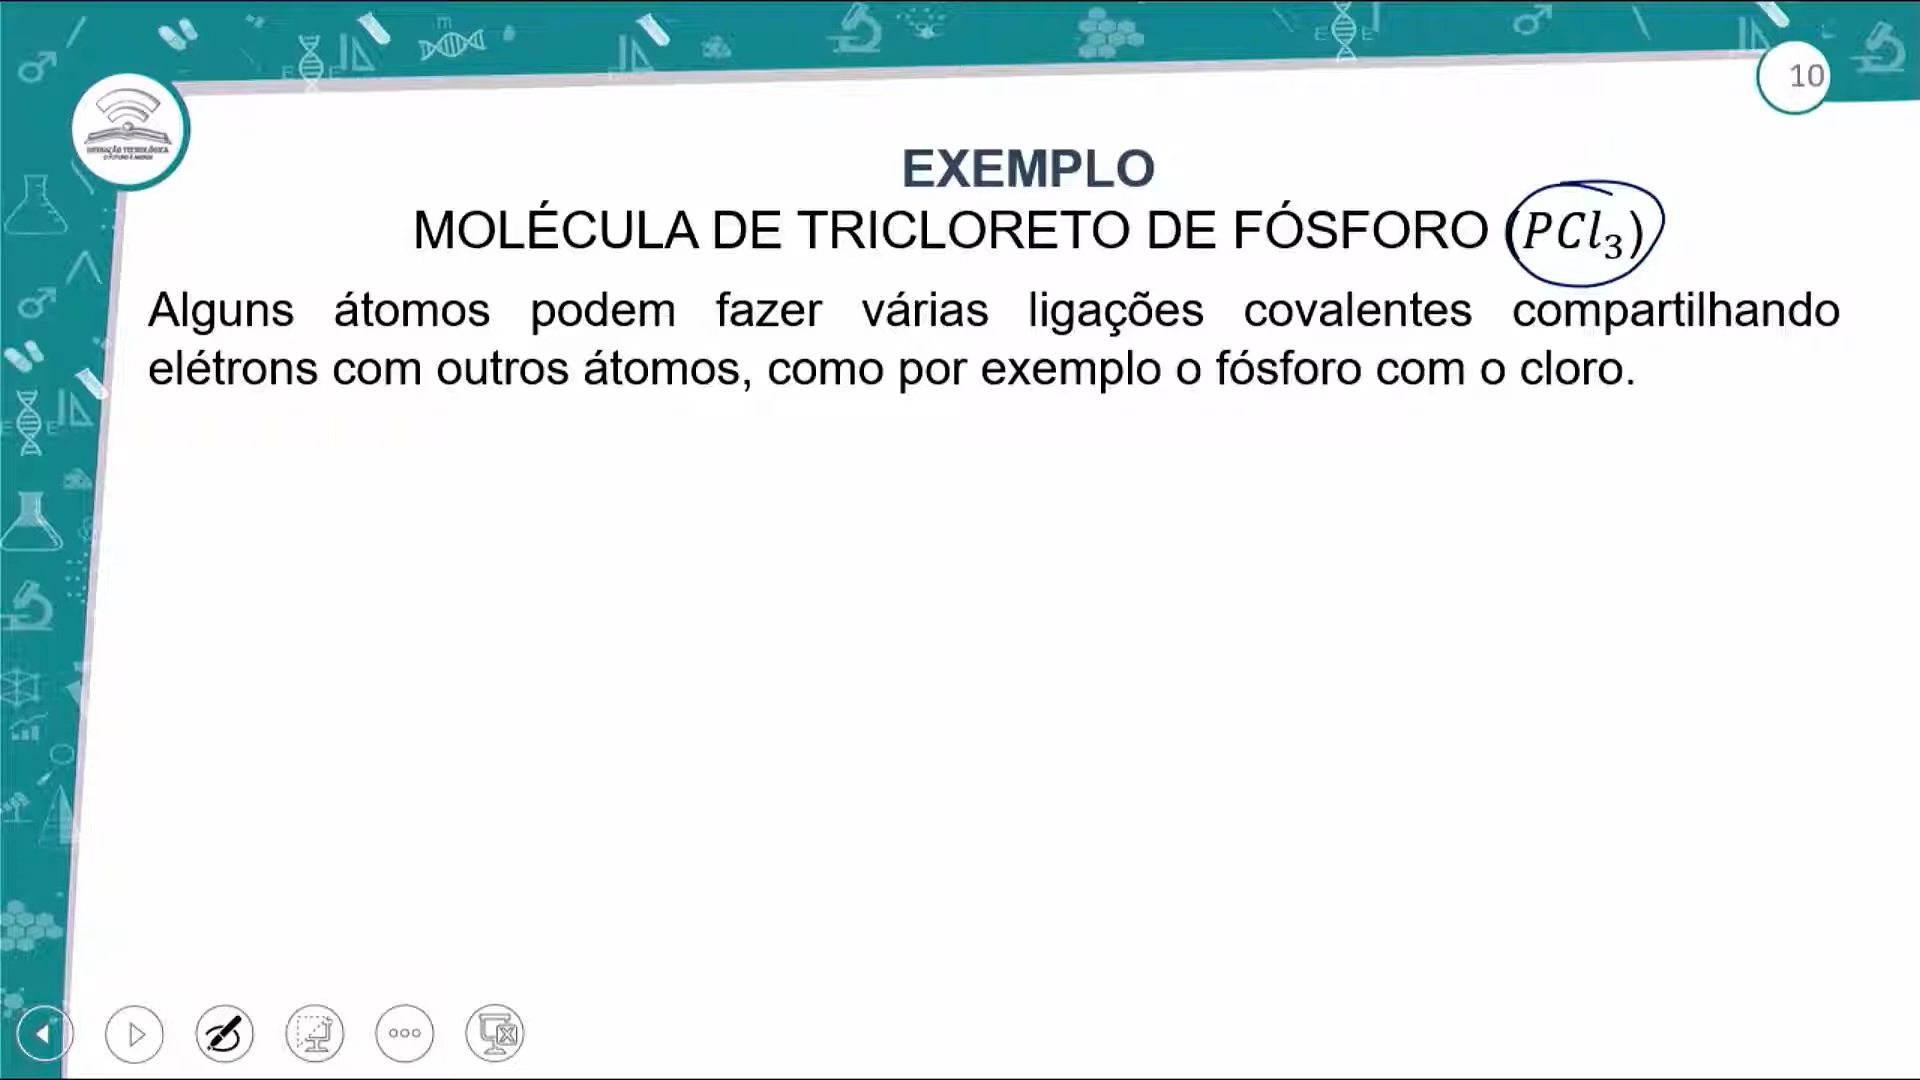 10
EXEMPLO
MOLÉCULA DE TRICLORETO DE FÓSFORO (PCl₃)
Alguns átomos podem fazer várias ligações covalentes compartilhando
elétrons com outros átomos, como por exemplo o fósforo com o cloro.